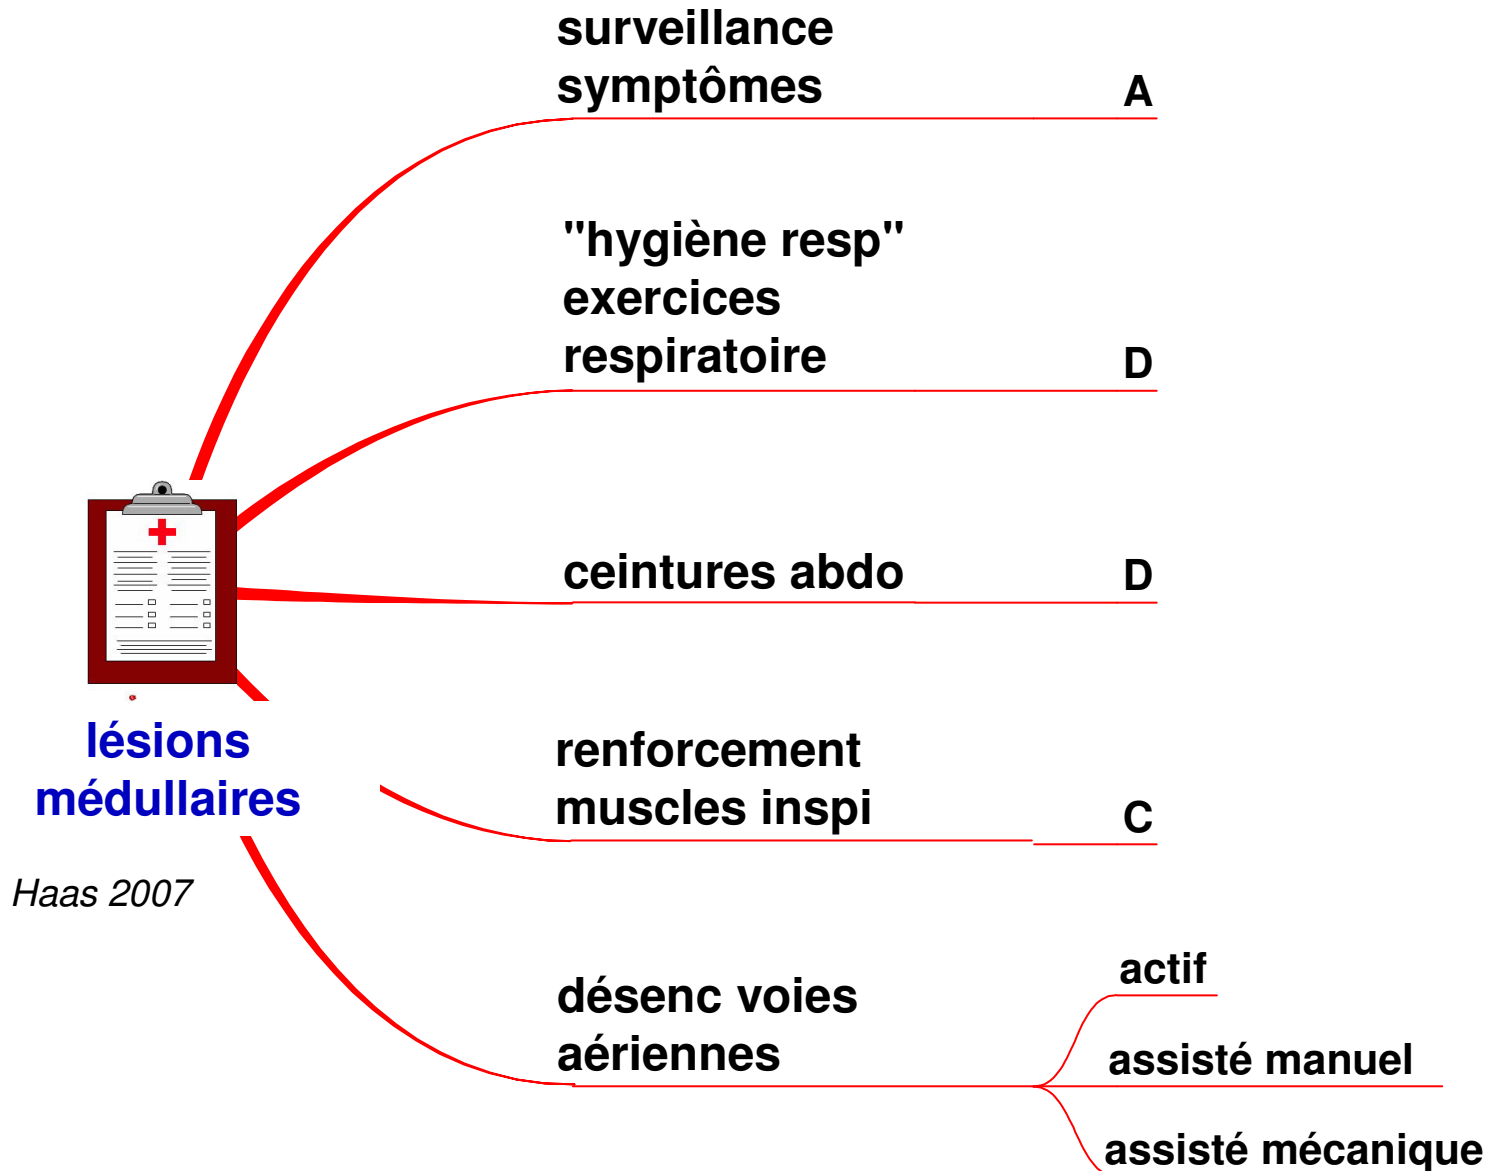 surveillance
symptômes
A
"hygiène resp"
exercices
respiratoire
D
ceintures abdo
D
lésions
médullaires
renforcement
muscles inspi
C
Haas 2007
désenc voies
aériennes
actif
assisté manuel
assisté mécanique